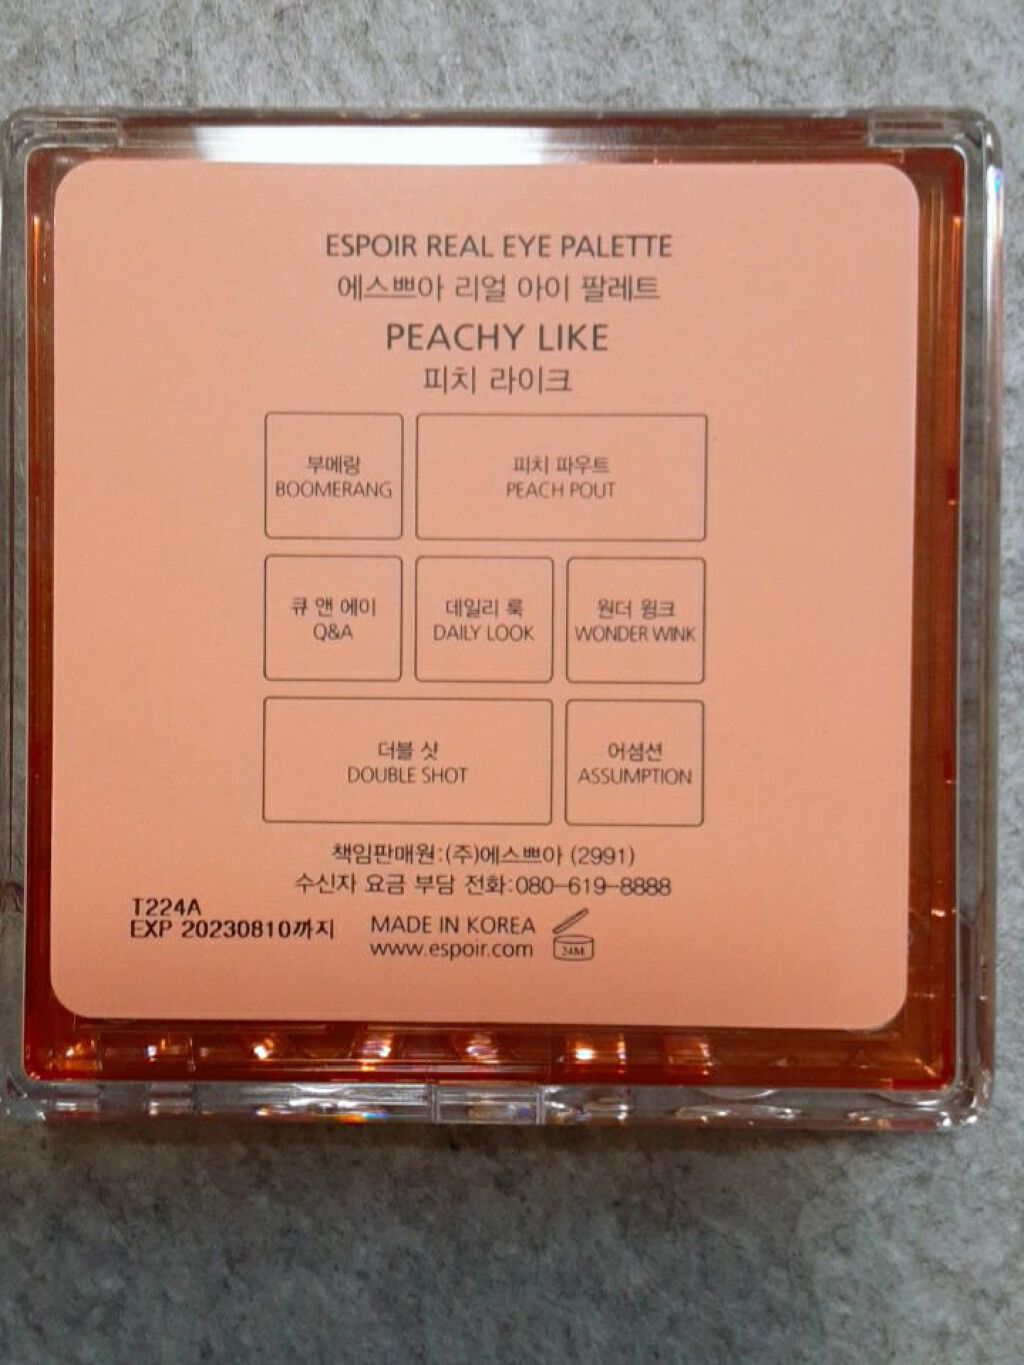 ESPOIR REAL EYE PALETTE
에스쁘아 리얼 아이 팔레트
PEACHY LIKE
피치 라이크
부메랑
BOOMERANG
피치 파우트
PEACH POUT
큐 앤 에이
Q&A
데일리 룩
DAILY LOOK
원더 윙크
WONDER WINK
더블 샷
DOUBLE SHOT
어섬션
ASSUMPTION
책임판매원:(주)에스쁘아 (2991)
수신자 요금 부담 전화:080-619-8888
T224A
EXP 20230810까지
MADE IN KOREA
www.espoir.com
24M